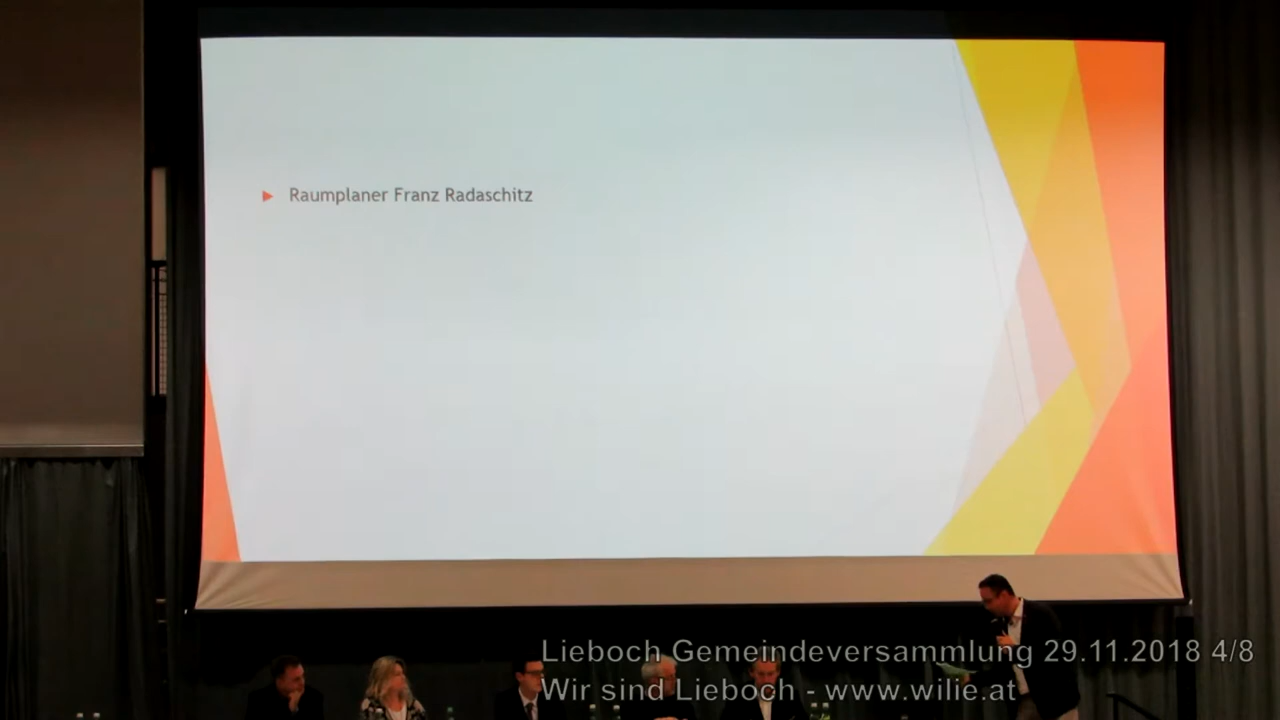 Raumplaner Franz Radaschitz
Lieboch Gemeindeversammlung 29.11.2018 4/8
Wir sind Lieboch - www.wilie.at